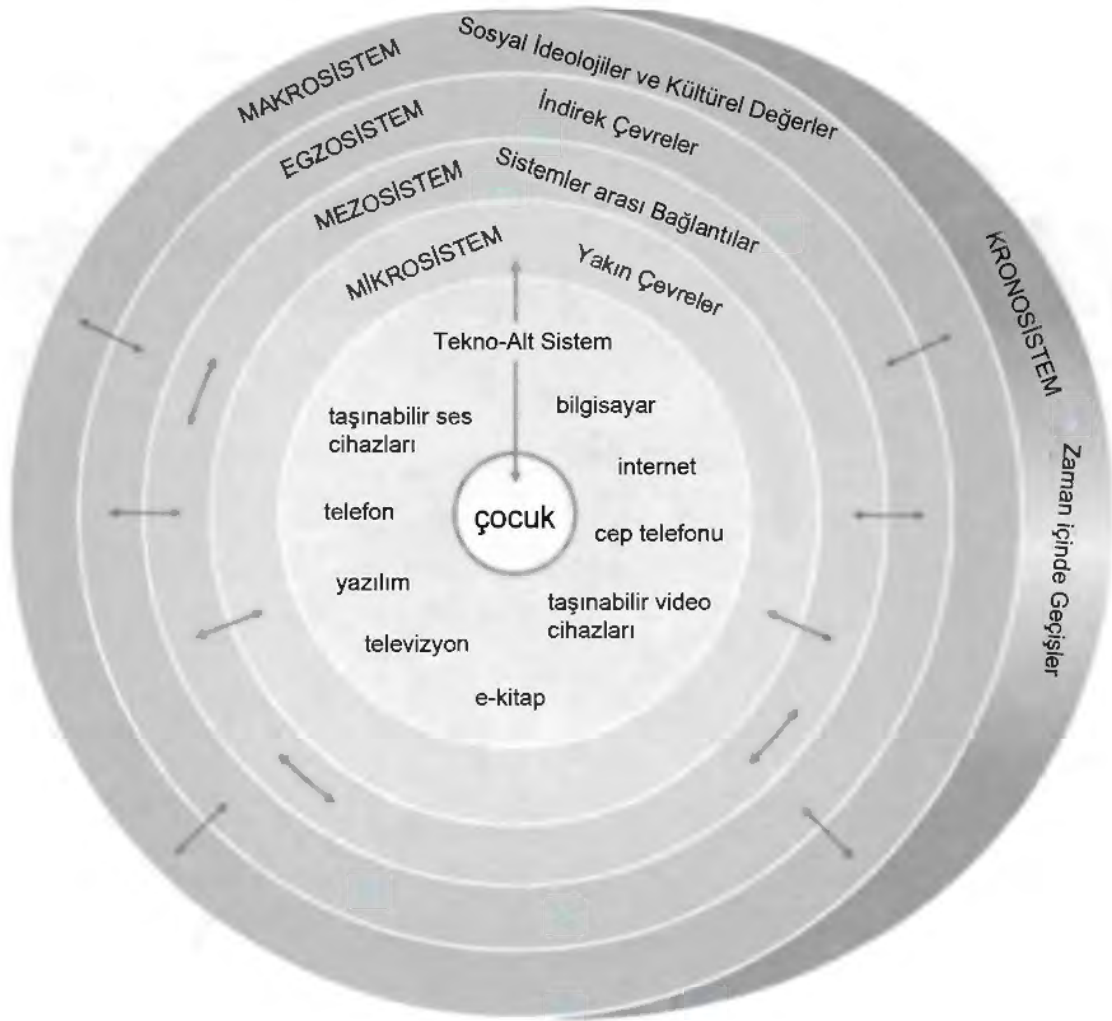 MAKROSİSTEM
Sosyal İdeolojiler ve Kültürel Değerler
EGZOSİSTEM
İndirek Çevreler
MEZOSİSTEM
Sistemler arası Bağlantılar
MİKROSİSTEM
Yakın Çevreler
KRONOSİSTEM
Zaman içinde Geçişler
Tekno-Alt Sistem
taşınabilir ses
cihazları
bilgisayar
internet
telefon
çocuk
cep telefonu
yazılım
taşınabilir video
cihazları
televizyon
e-kitap